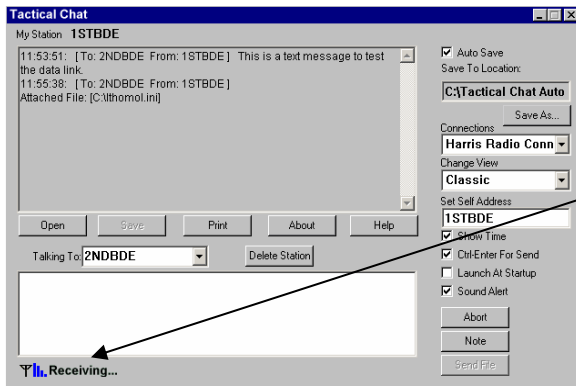 Tactical Chat
My Station 1STBDE
11:53:51: [To: 2NDBDE From: 1STBDE] This is a text message to test
the data link.
11:55:38: [To: 2NDBDE From: 1STBDE]
Attached File: [C:\lthomol.ini]
Open Save Print About Help
Talking To: 2NDBDE Delete Station
Receiving...
Auto Save
Save To Location:
C:\Tactical Chat Auto
Save As...
Connections
Harris Radio Conn
Change View
Classic
Set Self Address
1STBDE
Show Time
Ctrl-Enter For Send
Launch At Startup
Sound Alert
Abort
Note
Send File